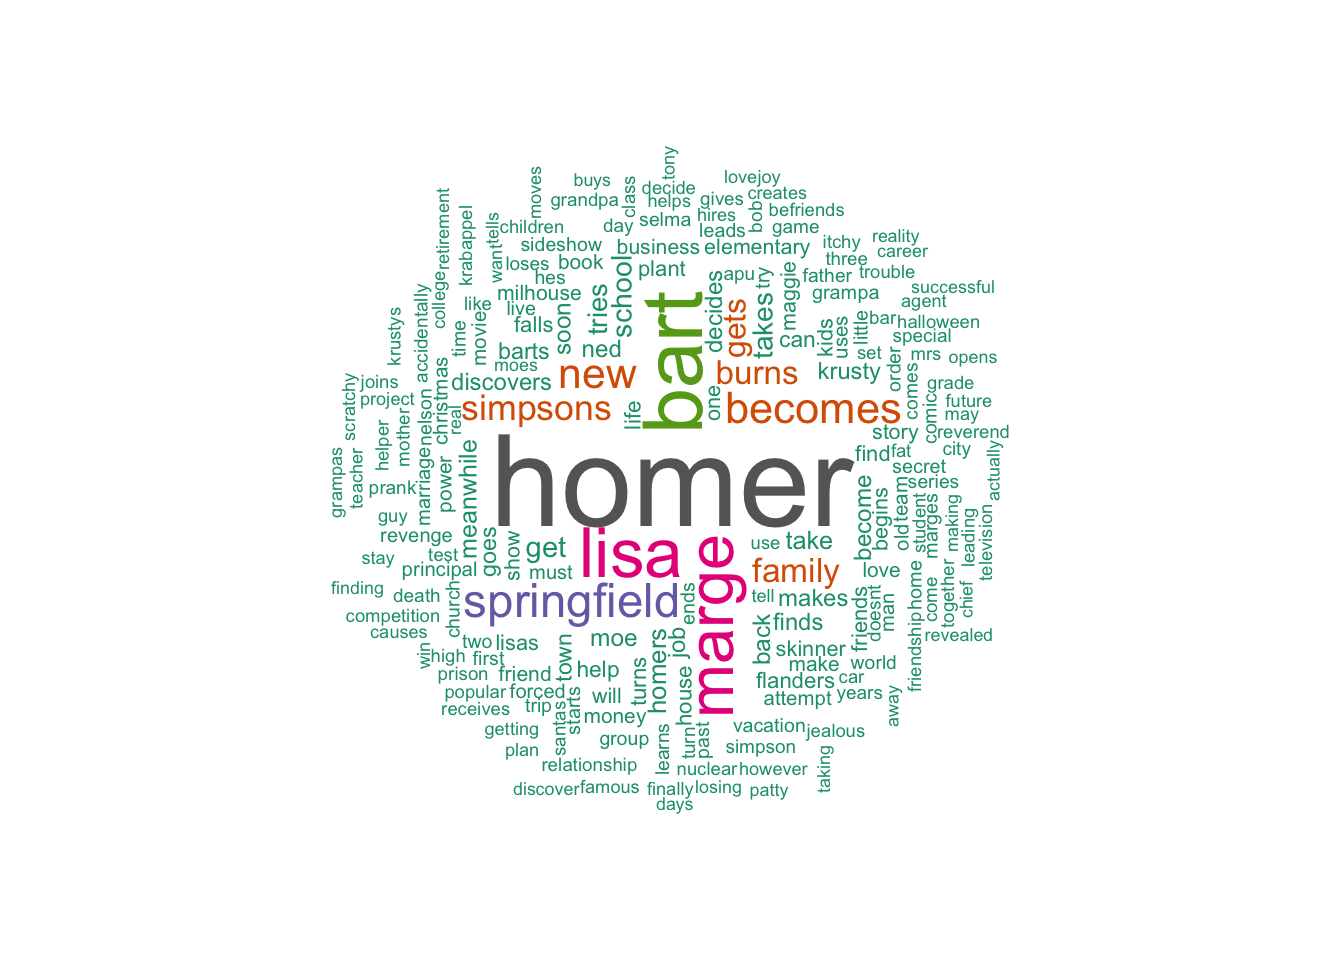 tony
lovejoy
buys
moves
class
decide
creates
grandpa
helps
gives
bob
befriends
retirement
krabappel
tells
want
children
day
selma
hires
leads
game
sideshow
business
elementary
itchy
reality
career
three
loses
book
school
plant
apu
try
maggie
father
trouble
college
hes
milhouse
grampa
successful
agent
like
live
tries
bart
decides
gets
takes
kids
uses
little
bar
halloween
krustys
accidentally
time
movie
falls
soon
can
set
special
barts
ned
moes
new
burns
krusty
order
mrs
opens
joins
discovers
comes
grade
project
christmas
simpsons
life
one
becomes
comic
future
may
scratchy
helper
mother
nelson
real
story
reverend
homer
find
fat
city
secret
grampas
teacher
prank
marriage
power
meanwhile
series
actually
guy
become
begins
old
team
student
marges
making
leading
television
revenge
goes
show
get
lisa
marge
use
take
stay
test
principal
must
family
love
finding
death
church
springfield
ends
tell
makes
friends
doesnt
man
home
come
together
chief
competition
causes
finds
friendship
revealed
two
lisas
town
moe
homers
job
back
skinner
win
high
first
make
world
prison
friend
help
turns
house
flanders
car
popular
forced
will
attempt
years
away
receives
trip
santas
starts
money
past
vacation
jealous
getting
plan
group
learns
turn
simpson
relationship
nuclear
however
taking
discover
famous
finally
losing
patty
days